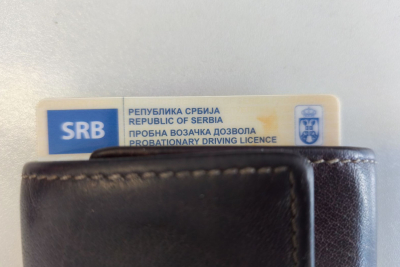 SRB
РЕПУБЛИКА СРБИЈА
REPUBLIC OF SERBIA
ПРОБНА ВОЗАЧКА ДОЗВОЛА
PROBATIONARY DRIVING LICENCE